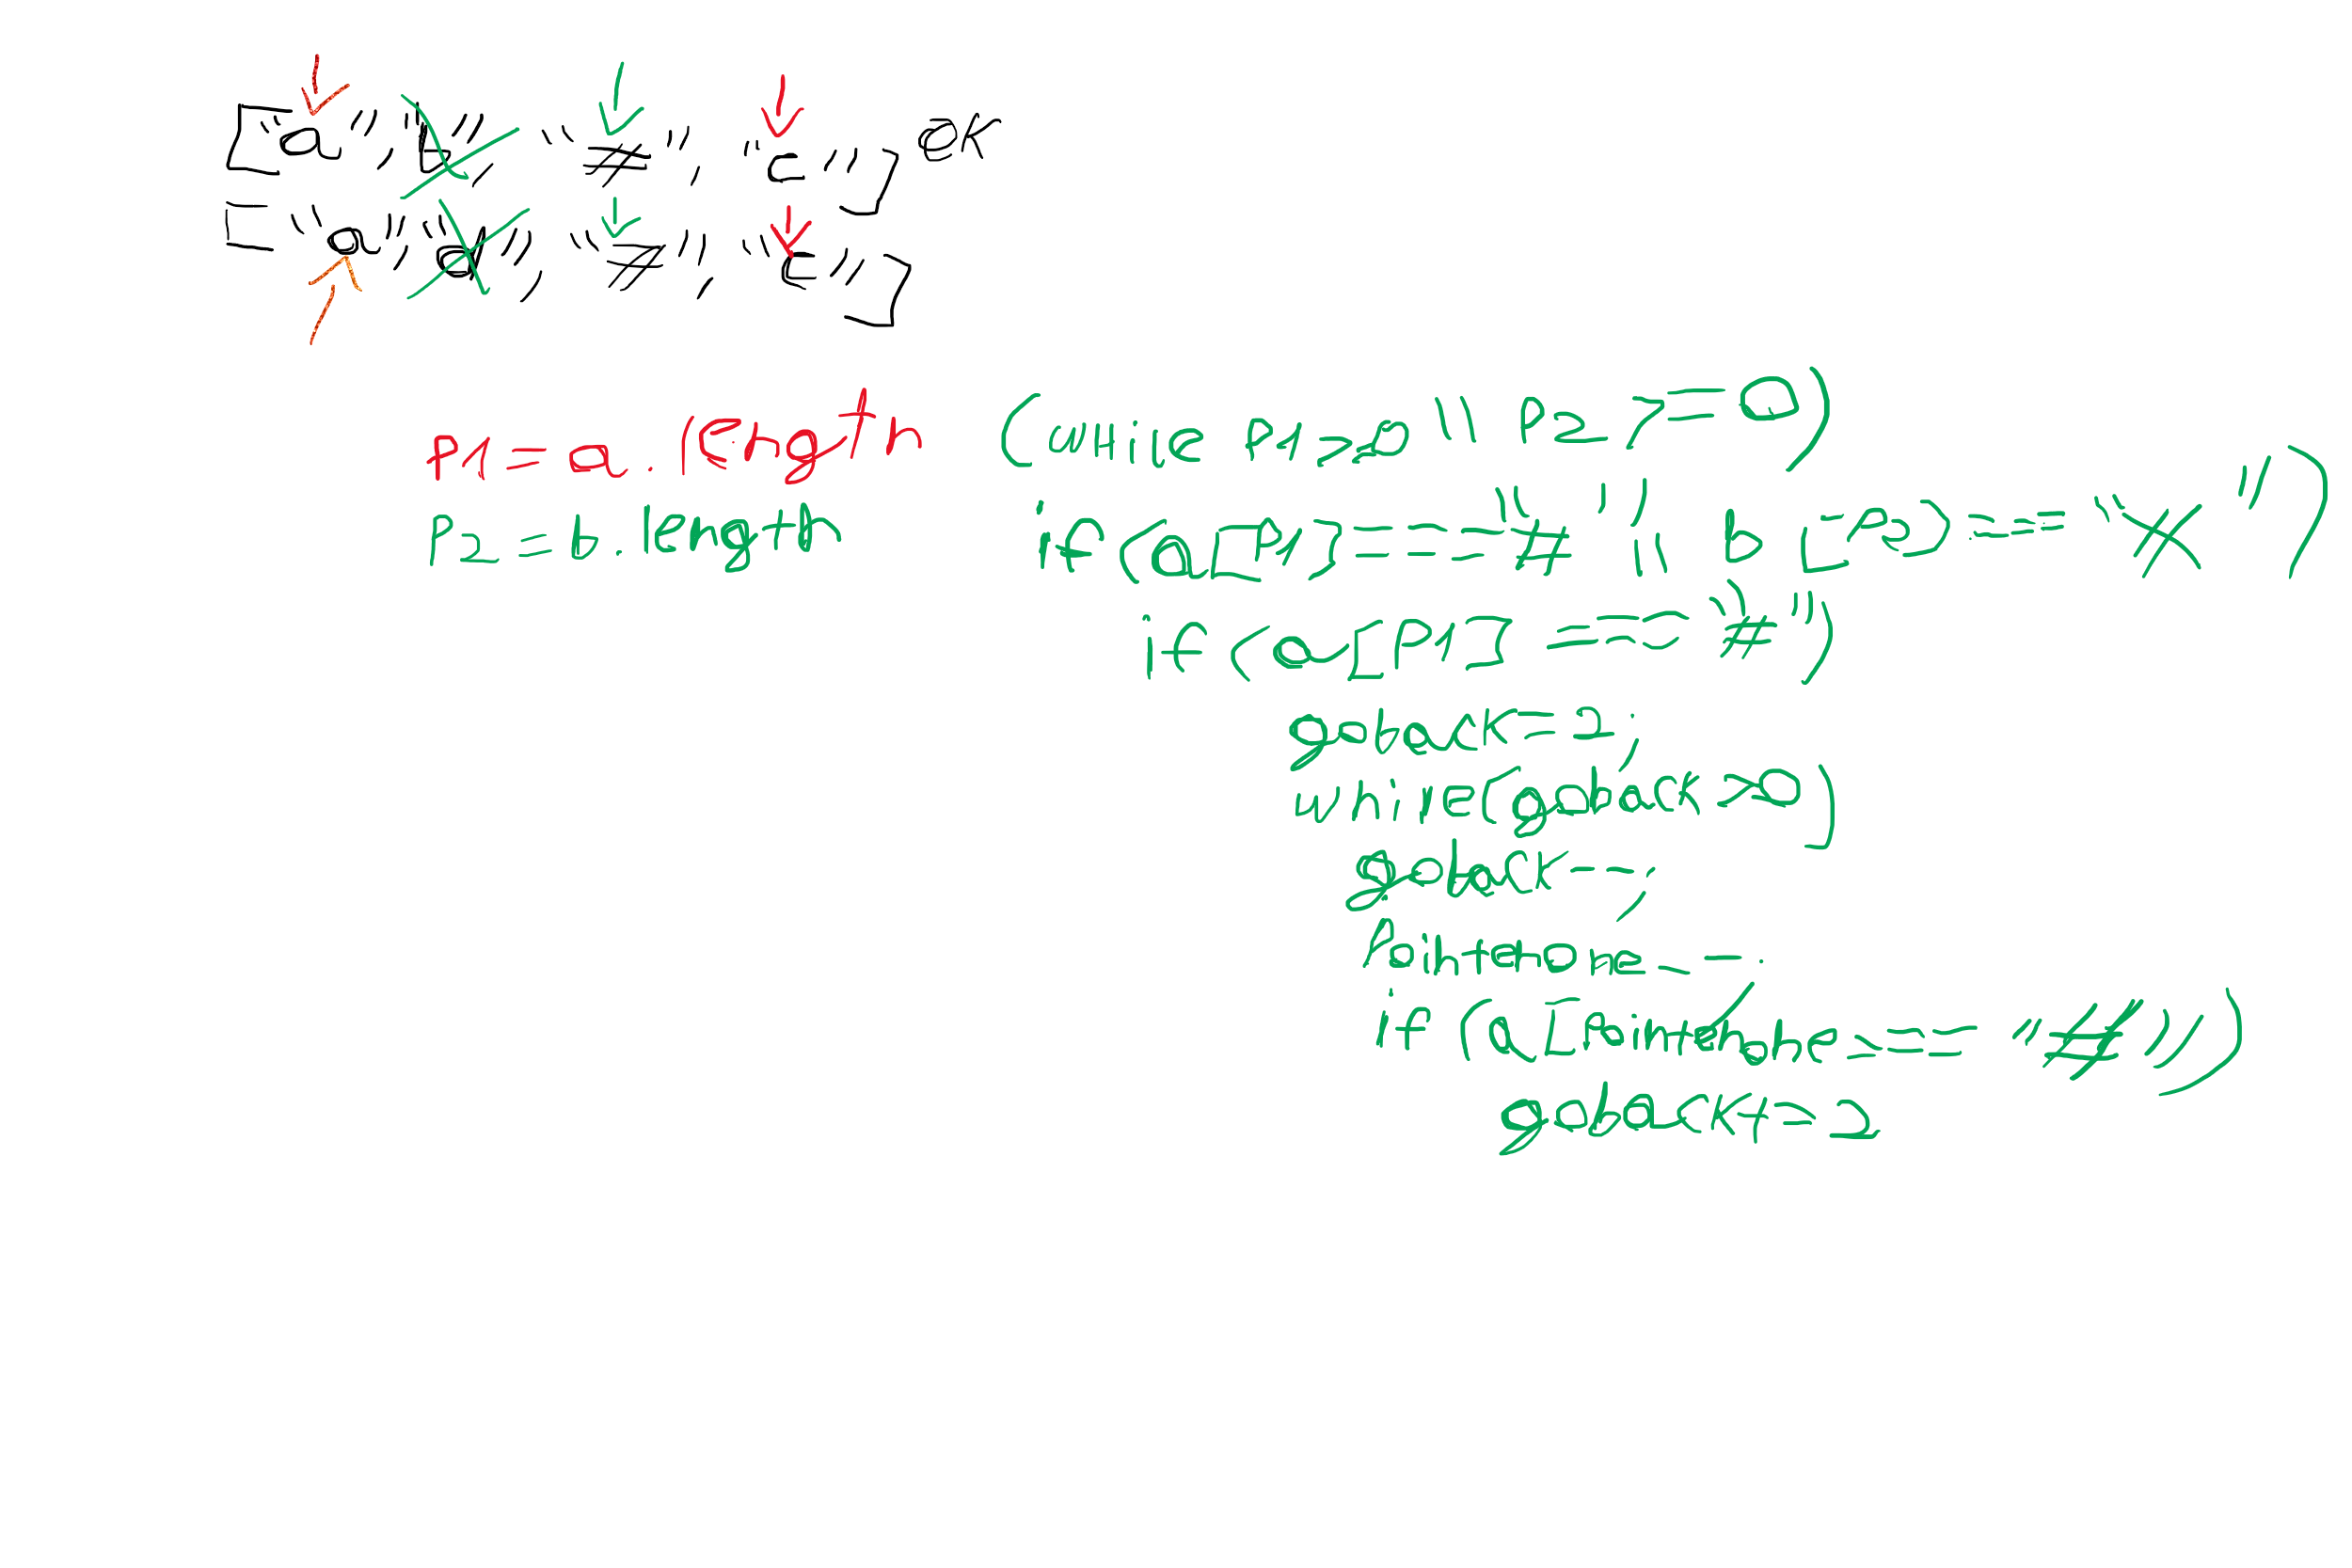 ["a", "b", "#", "c"] ok
["a", "d", "#", "c"]
P1 = a.length
P2 = b.length
(while P1>=0 || P2 >= 0)
if (a[P1] === "#" || b[P2] === "#")
if (a[P1] === "#")
goback=2;
while(goback>0)
goback--;
Pointerone--.
if (a[Pointerone === "#"))
goback+=2